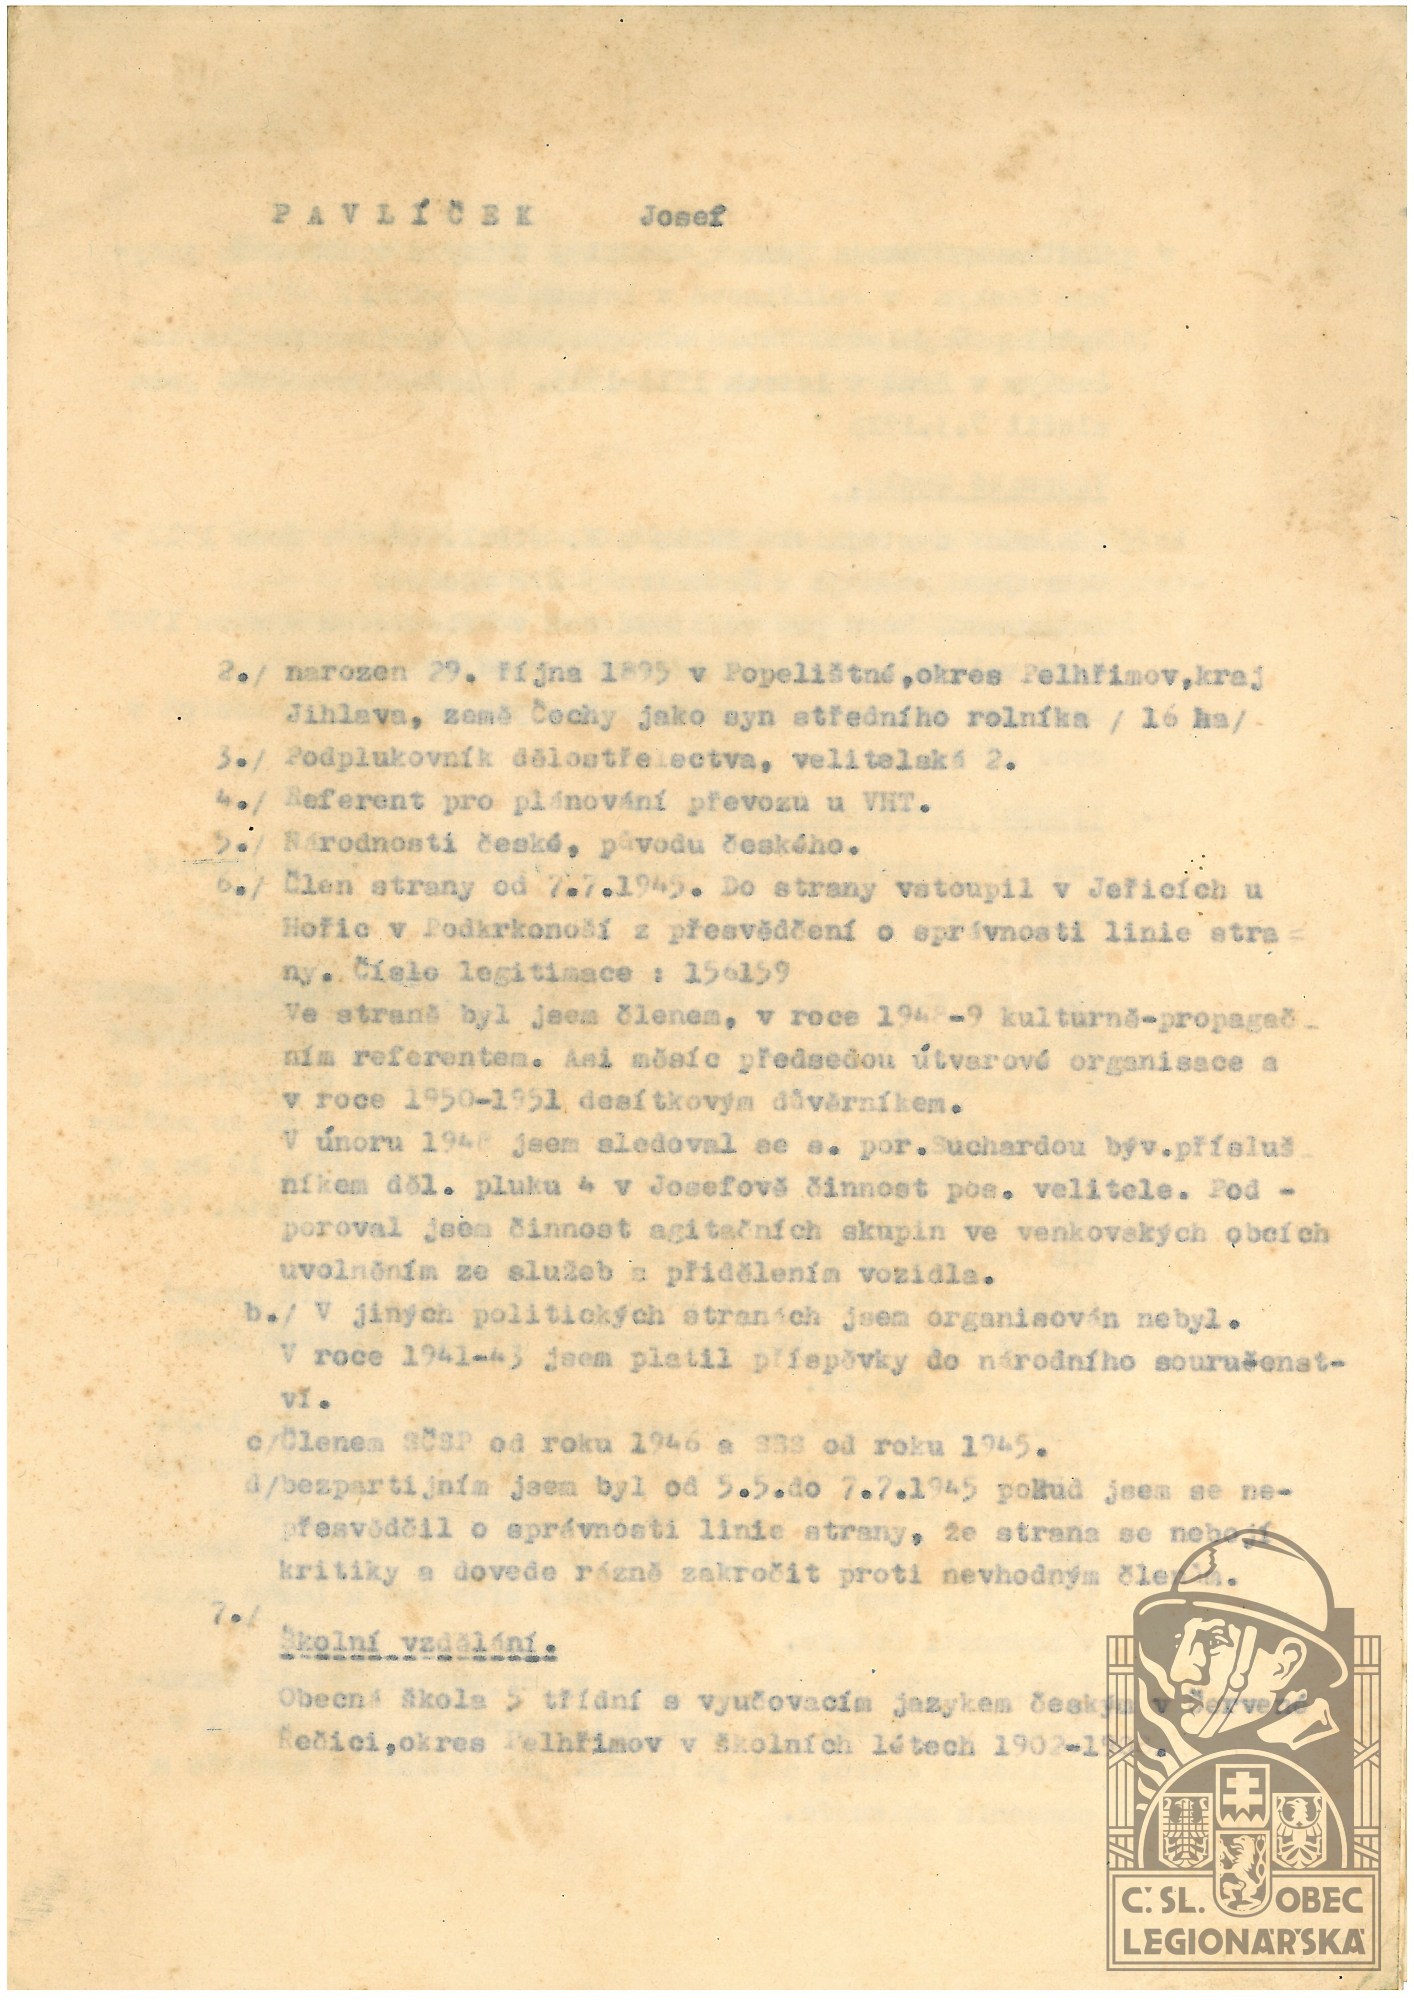 PAVLÍČEK Josef
2./ narozen 29. října 1895 v Popelištné,okres Pelhřimov,kraj
Jihlava, země Čechy jako syn středního rolníka / 16 ha/
3./ Podplukovník dělostřelectva, velitelská 2.
4./ Referent pro plánování převozu u VHT.
5./ Národnosti české, původu českého.
6./ Člen strany od 7.7.1945. Do strany vstoupil v Jeřicích u
Hořic v Podkrkonoší z přesvědčení o správnosti linie stra =
ny. Číslo legitimace : 156159
Ve straně byl jsem členem, v roce 1948-9 kulturně-propagač -
ním referentem. Asi měsíc předsedou útvarové organisace a
v roce 1950-1951 desítkovým důvěrníkem.
V únoru 1948 jsem sledoval se s. por.Suchardou býv.přísluš -
níkem děl. pluku 4 v Josefově činnost pos. velitele. Pod -
poroval jsem činnost agitačních skupin ve venkovských obcích
uvolněním ze služeb a přidělením vozidla.
b./ V jiných politických stranách jsem organisován nebyl.
V roce 1941-43 jsem platil příspěvky do národního souručenst-
ví.
c/Členem SČSP od roku 1946 a SBS od roku 1945.
d/bezpartijním jsem byl od 5.5.do 7.7.1945 pokud jsem se ne-
přesvědčil o správnosti linie strany, že strana se nebojí
kritiky a dovede rázně zakročit proti nevhodným členům.
7./
Školní vzdělání.
Obecná škola 5 třídní s vyučovacím jazykem českým v Červené
Řečici,okres Pelhřimov v školních létech 1902-
Č. SL. OBEC
LEGIONÁŘSKÁ